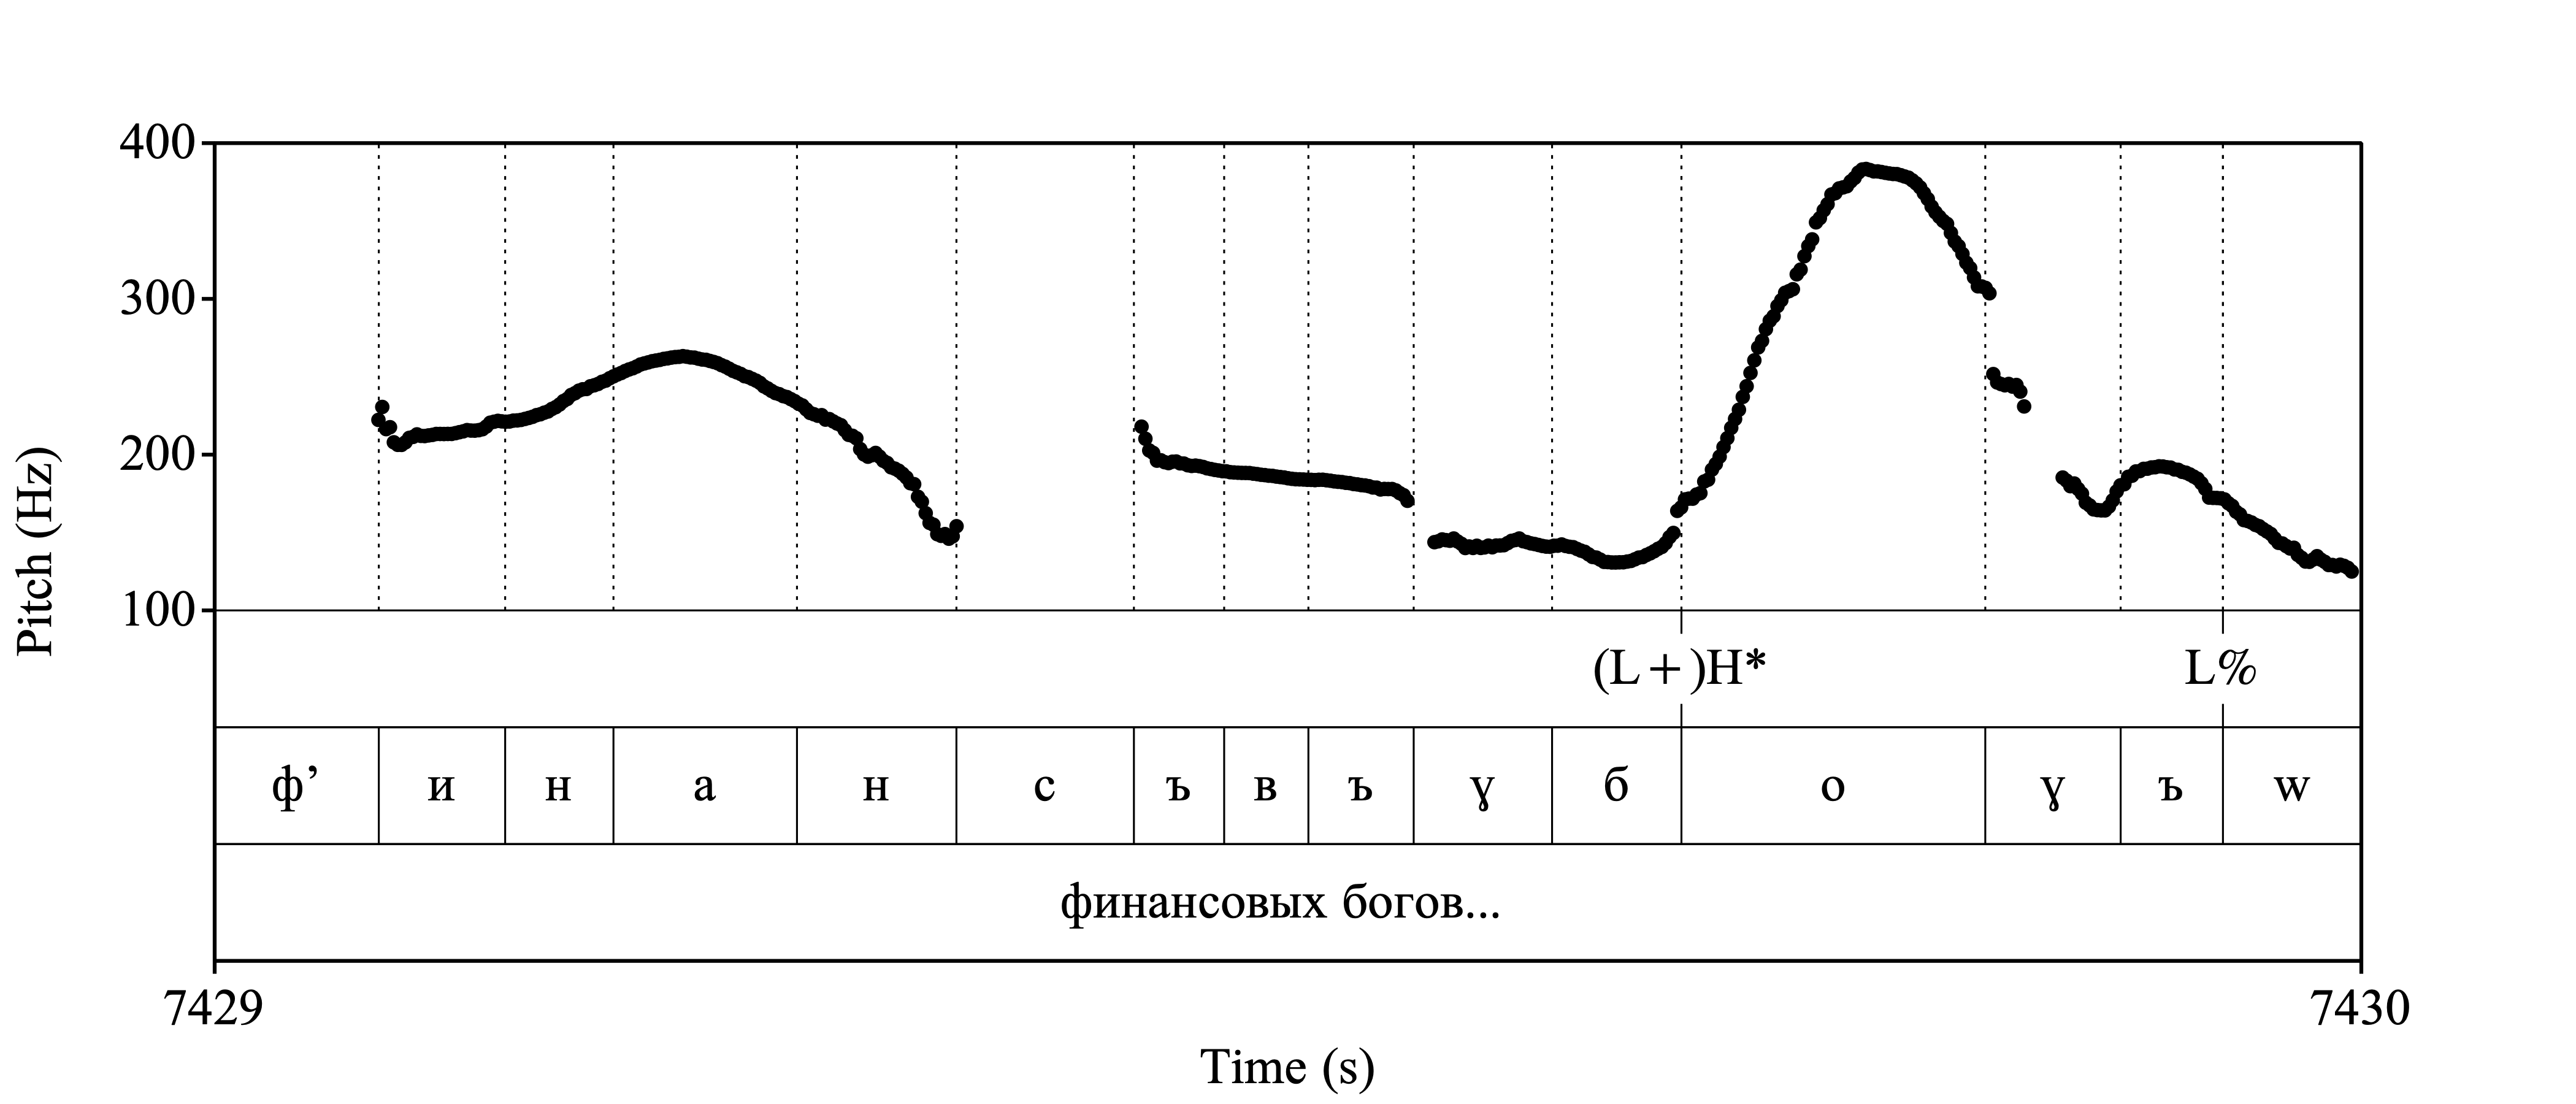 400
300
200
100
Pitch (Hz)
(L+)H* L%
ф’ и н а н с ъ в ъ ɣ б о ɣ ъ w
финансовых богов...
7429 7430
Time (s)